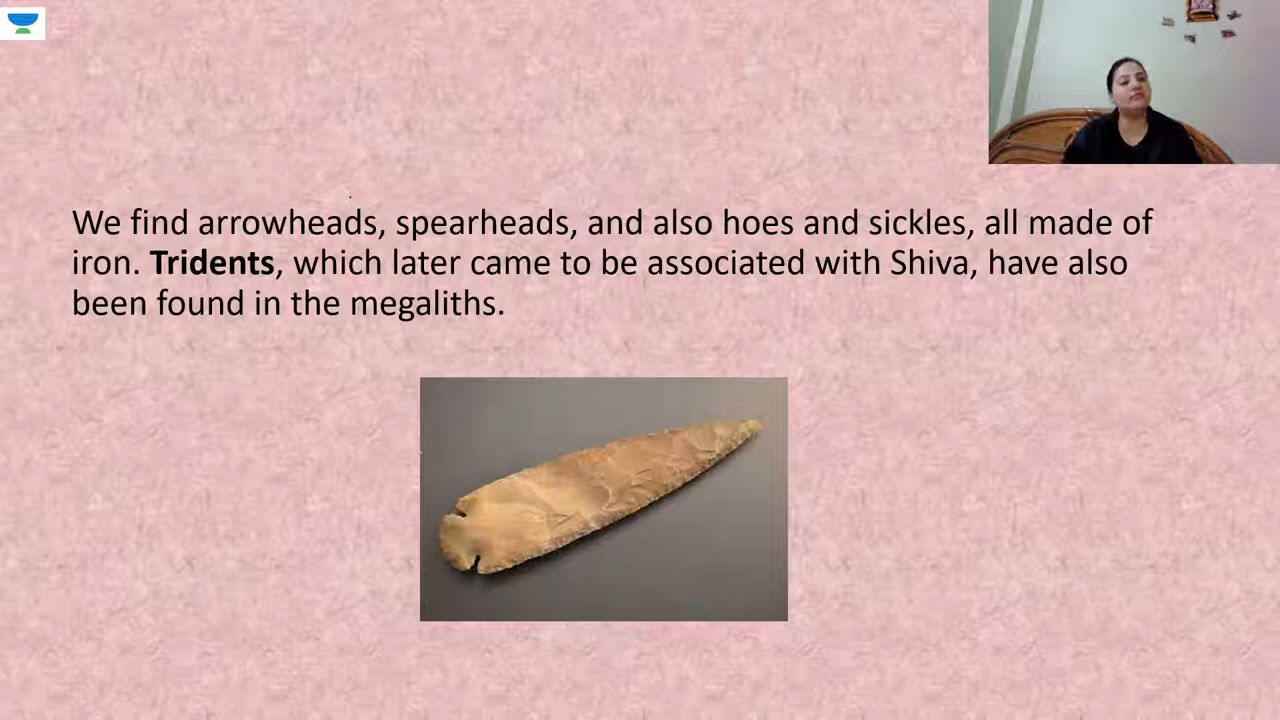 We find arrowheads, spearheads, and also hoes and sickles, all made of
iron. Tridents, which later came to be associated with Shiva, have also
been found in the megaliths.